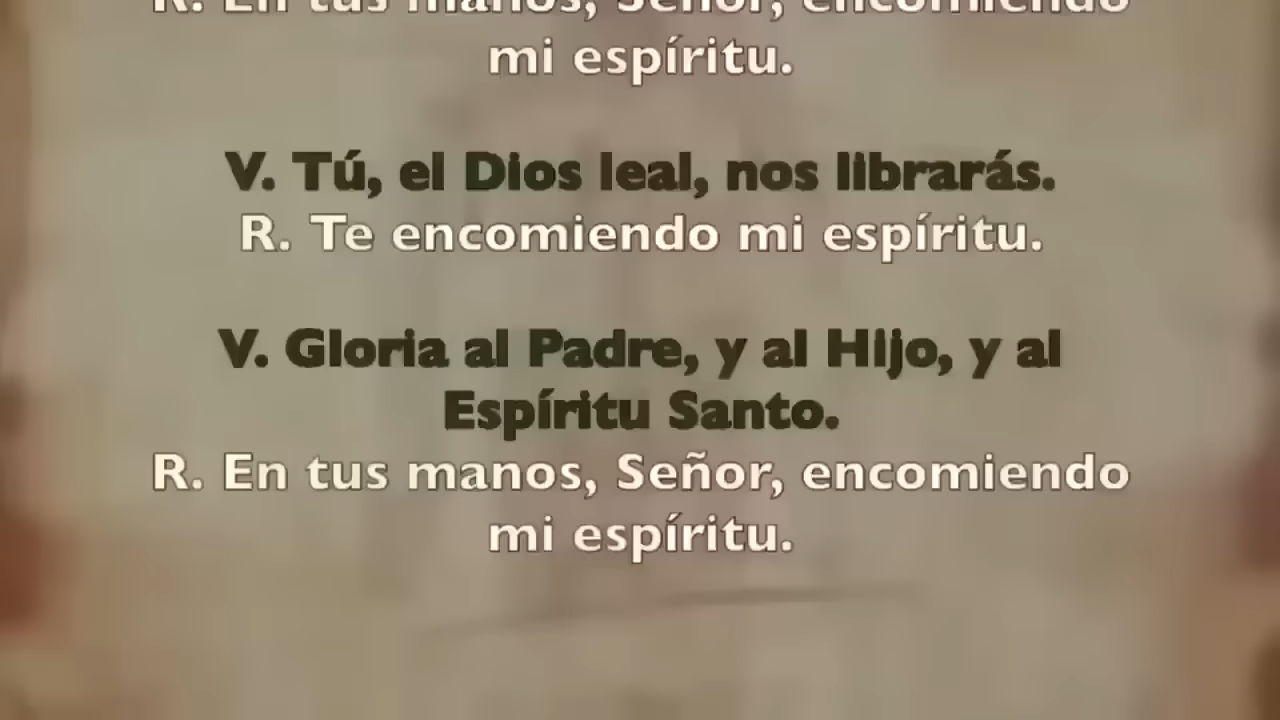 R. En tus manos, Señor, encomiendo
mi espíritu.
V. Tú, el Dios leal, nos librarás.
R. Te encomiendo mi espíritu.
V. Gloria al Padre, y al Hijo, y al
Espíritu Santo.
R. En tus manos, Señor, encomiendo
mi espíritu.